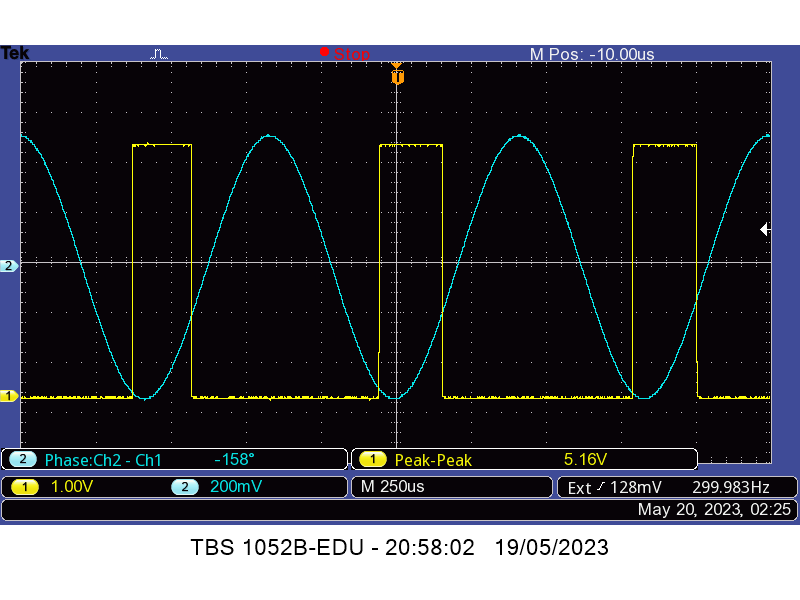 Tek Stop M Pos: -10.00us
T
2
1
2 Phase:Ch2 - Ch1 -158° 1 Peak-Peak 5.16V
1 1.00V 2 200mV M 250us Ext 128mV 299.983Hz
May 20, 2023, 02:25
TBS 1052B-EDU - 20:58:02 19/05/2023